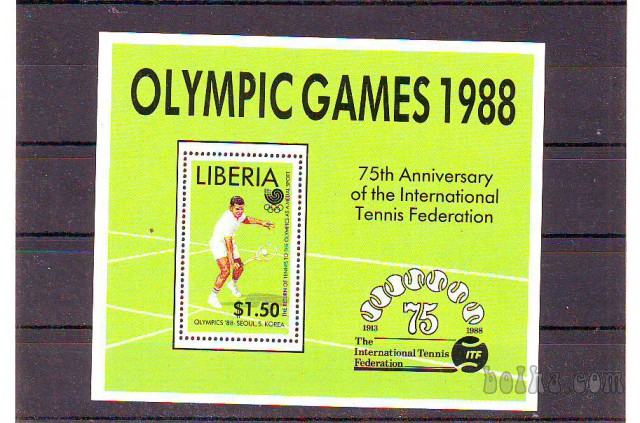 OLYMPIC GAMES 1988
LIBERIA
THE RETURN OF TENNIS TO THE OLYMPICS AS A MEDAL SPORT
$1.50
OLYMPICS '88: SEOUL, S. KOREA
75th Anniversary
of the International
Tennis Federation
75
1913 1988
The
International Tennis
Federation
ITF
bolha.com